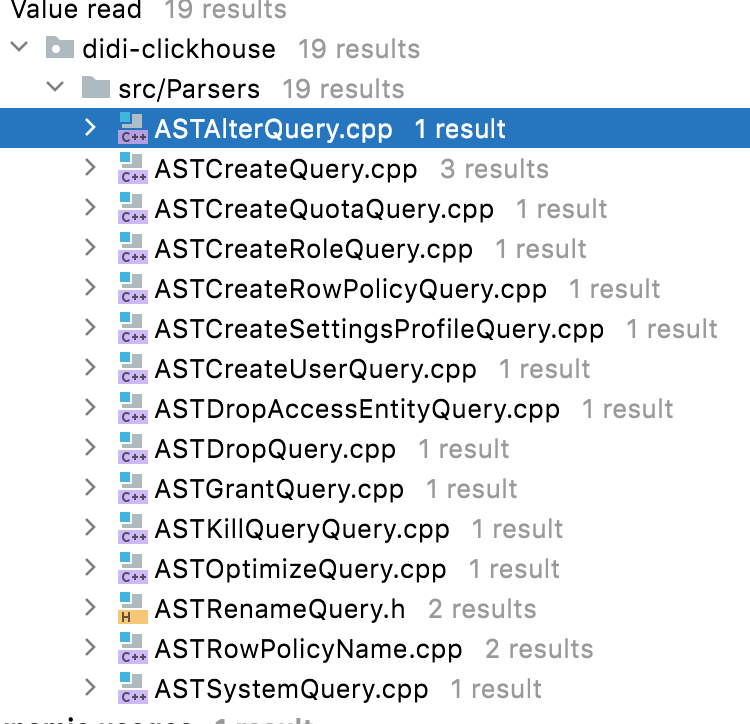 Value read 19 results
didi-clickhouse 19 results
src/Parsers 19 results
C++ ASTAlterQuery.cpp 1 result
C++ ASTCreateQuery.cpp 3 results
C++ ASTCreateQuotaQuery.cpp 1 result
C++ ASTCreateRoleQuery.cpp 1 result
C++ ASTCreateRowPolicyQuery.cpp 1 result
C++ ASTCreateSettingsProfileQuery.cpp 1 result
C++ ASTCreateUserQuery.cpp 1 result
C++ ASTDropAccessEntityQuery.cpp 1 result
C++ ASTDropQuery.cpp 1 result
C++ ASTGrantQuery.cpp 1 result
C++ ASTKillQueryQuery.cpp 1 result
C++ ASTOptimizeQuery.cpp 1 result
H ASTRenameQuery.h 2 results
C++ ASTRowPolicyName.cpp 2 results
C++ ASTSystemQuery.cpp 1 result
usages 1 result